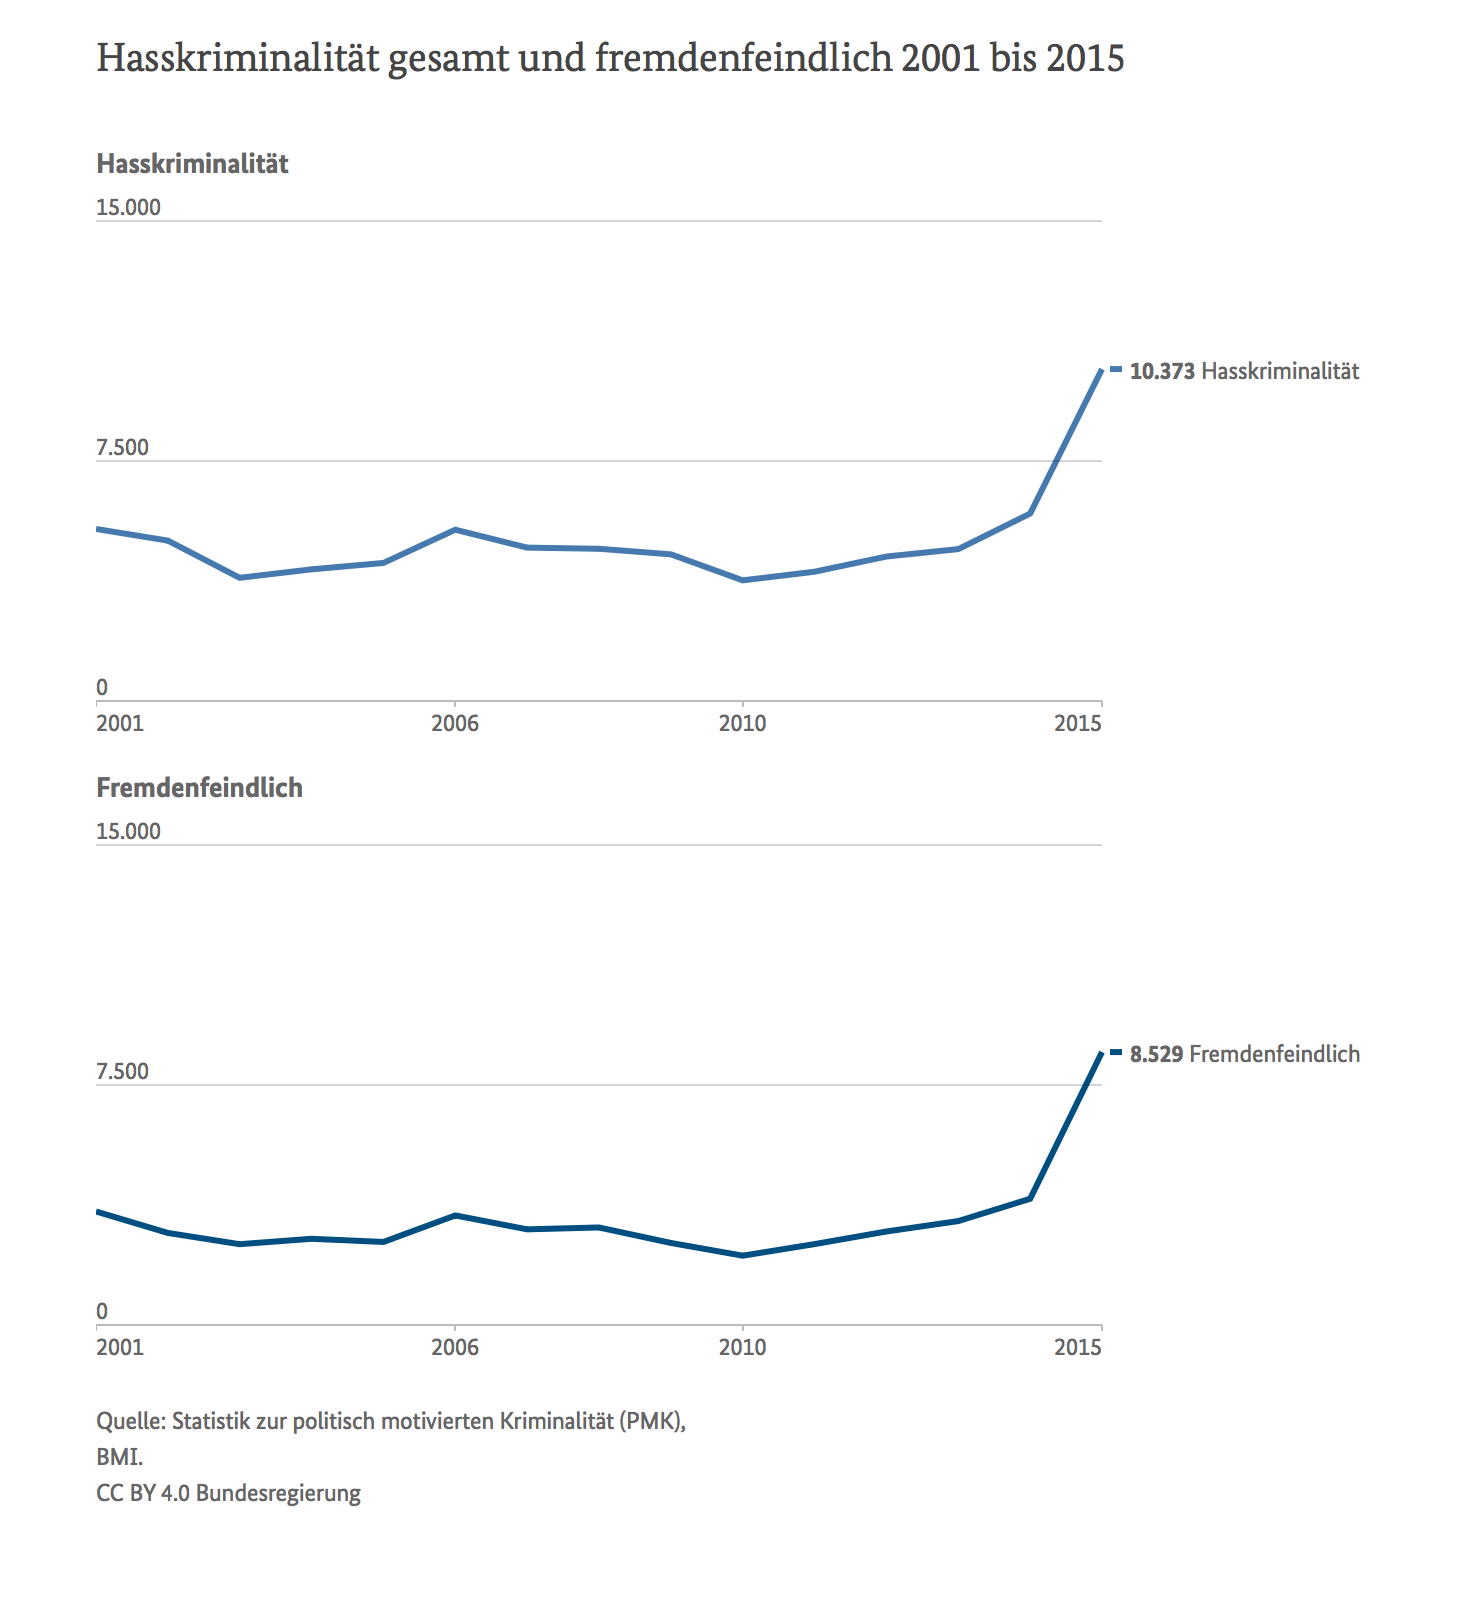 Hasskriminalität gesamt und fremdenfeindlich 2001 bis 2015
Hasskriminalität
15.000
10.373 Hasskriminalität
7.500
0
2001 2006 2010 2015
Fremdenfeindlich
15.000
8.529 Fremdenfeindlich
7.500
0
2001 2006 2010 2015
Quelle: Statistik zur politisch motivierten Kriminalität (PMK),
BMI.
CC BY 4.0 Bundesregierung